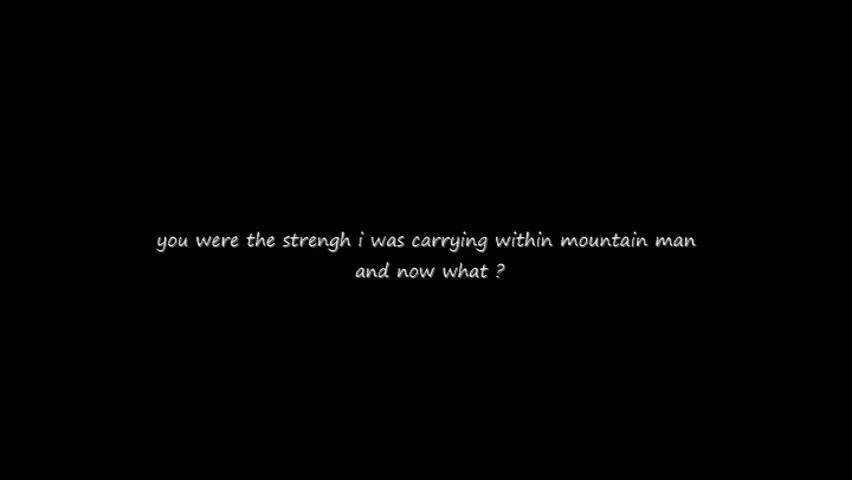 you were the strengh i was carrying within mountain man
and now what ?